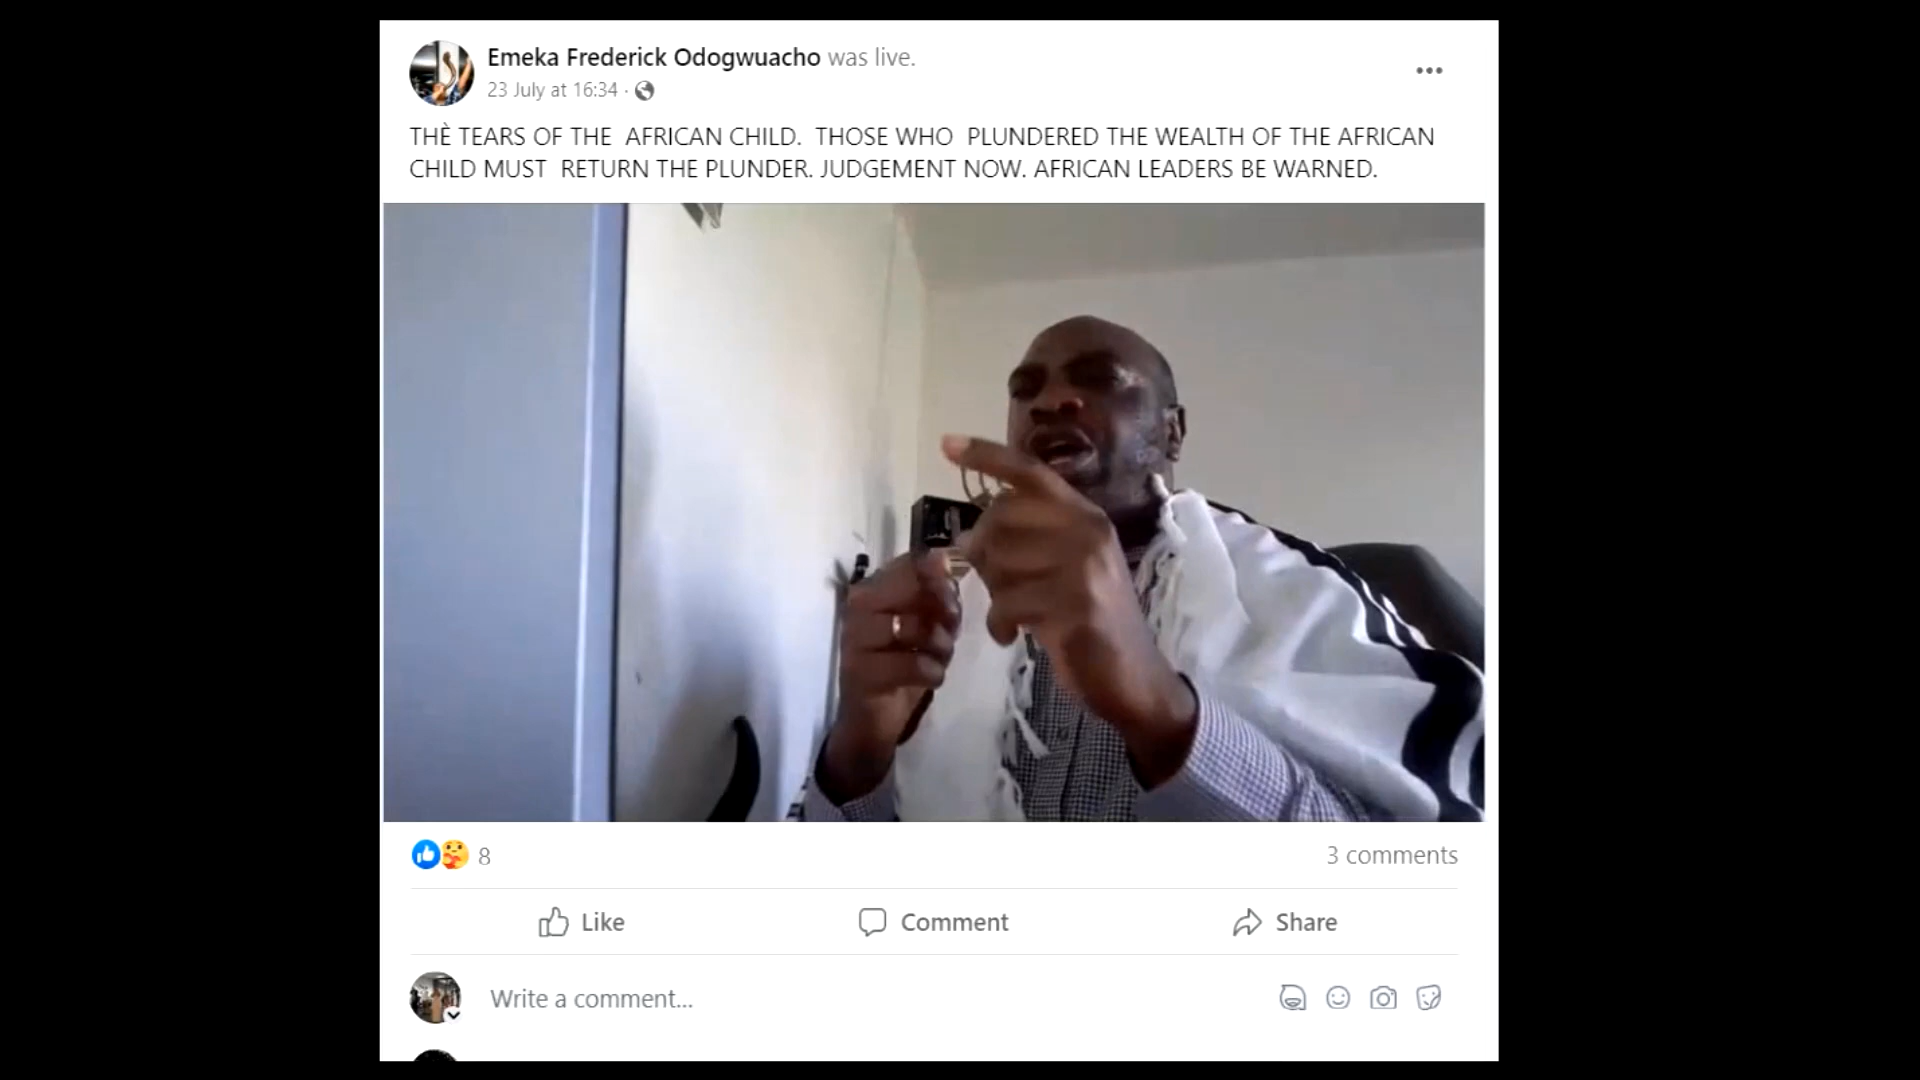 Emeka Frederick Odogwuacho was live.
23 July at 16:34 ·
THÈ TEARS OF THE AFRICAN CHILD. THOSE WHO PLUNDERED THE WEALTH OF THE AFRICAN
CHILD MUST RETURN THE PLUNDER. JUDGEMENT NOW. AFRICAN LEADERS BE WARNED.
8
3 comments
Like
Comment
Share
Write a comment...